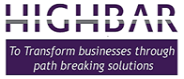 HIGHBAR
To Transform businesses through
path breaking solutions